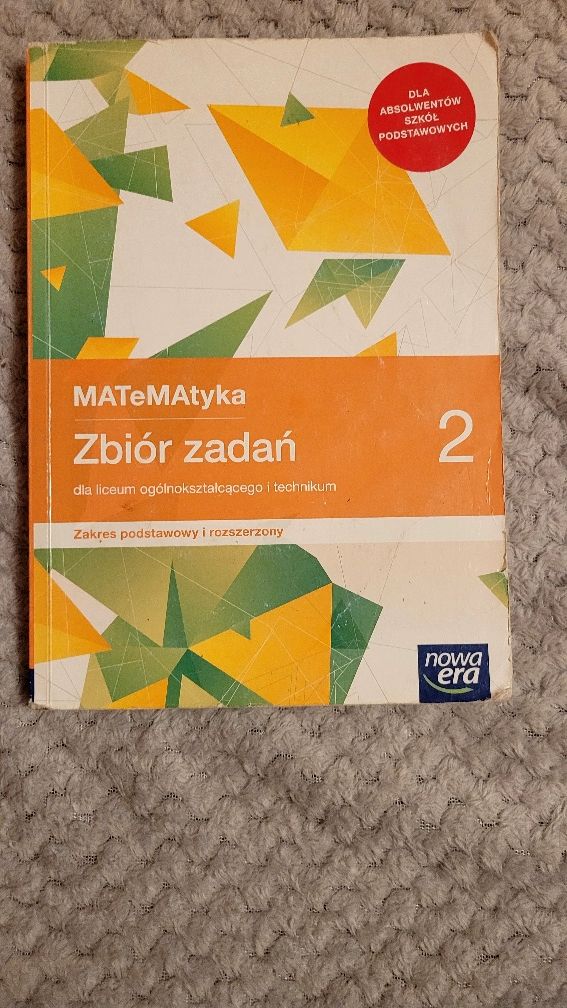 DLA
ABSOLWENTÓW
SZKÓŁ
PODSTAWOWYCH
MATeMAtyka
Zbiór zadań
2
dla liceum ogólnokształcącego i technikum
Zakres podstawowy i rozszerzony
nowa
era